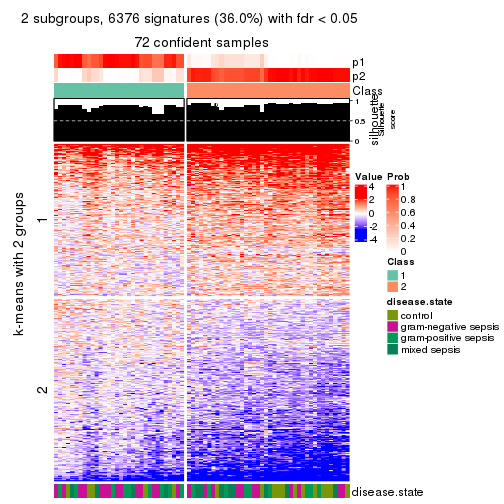 2 subgroups, 6376 signatures (36.0%) with fdr < 0.05
72 confident samples
p1
p2
Class
1
0.5
0
silhouette
Silhouette
score
k-means with 2 groups
1
2
Value
4
2
0
-2
-4
Prob
1
0.8
0.6
0.4
0.2
0
Class
1
2
disease.state
control
gram-negative sepsis
gram-positive sepsis
mixed sepsis
disease.state